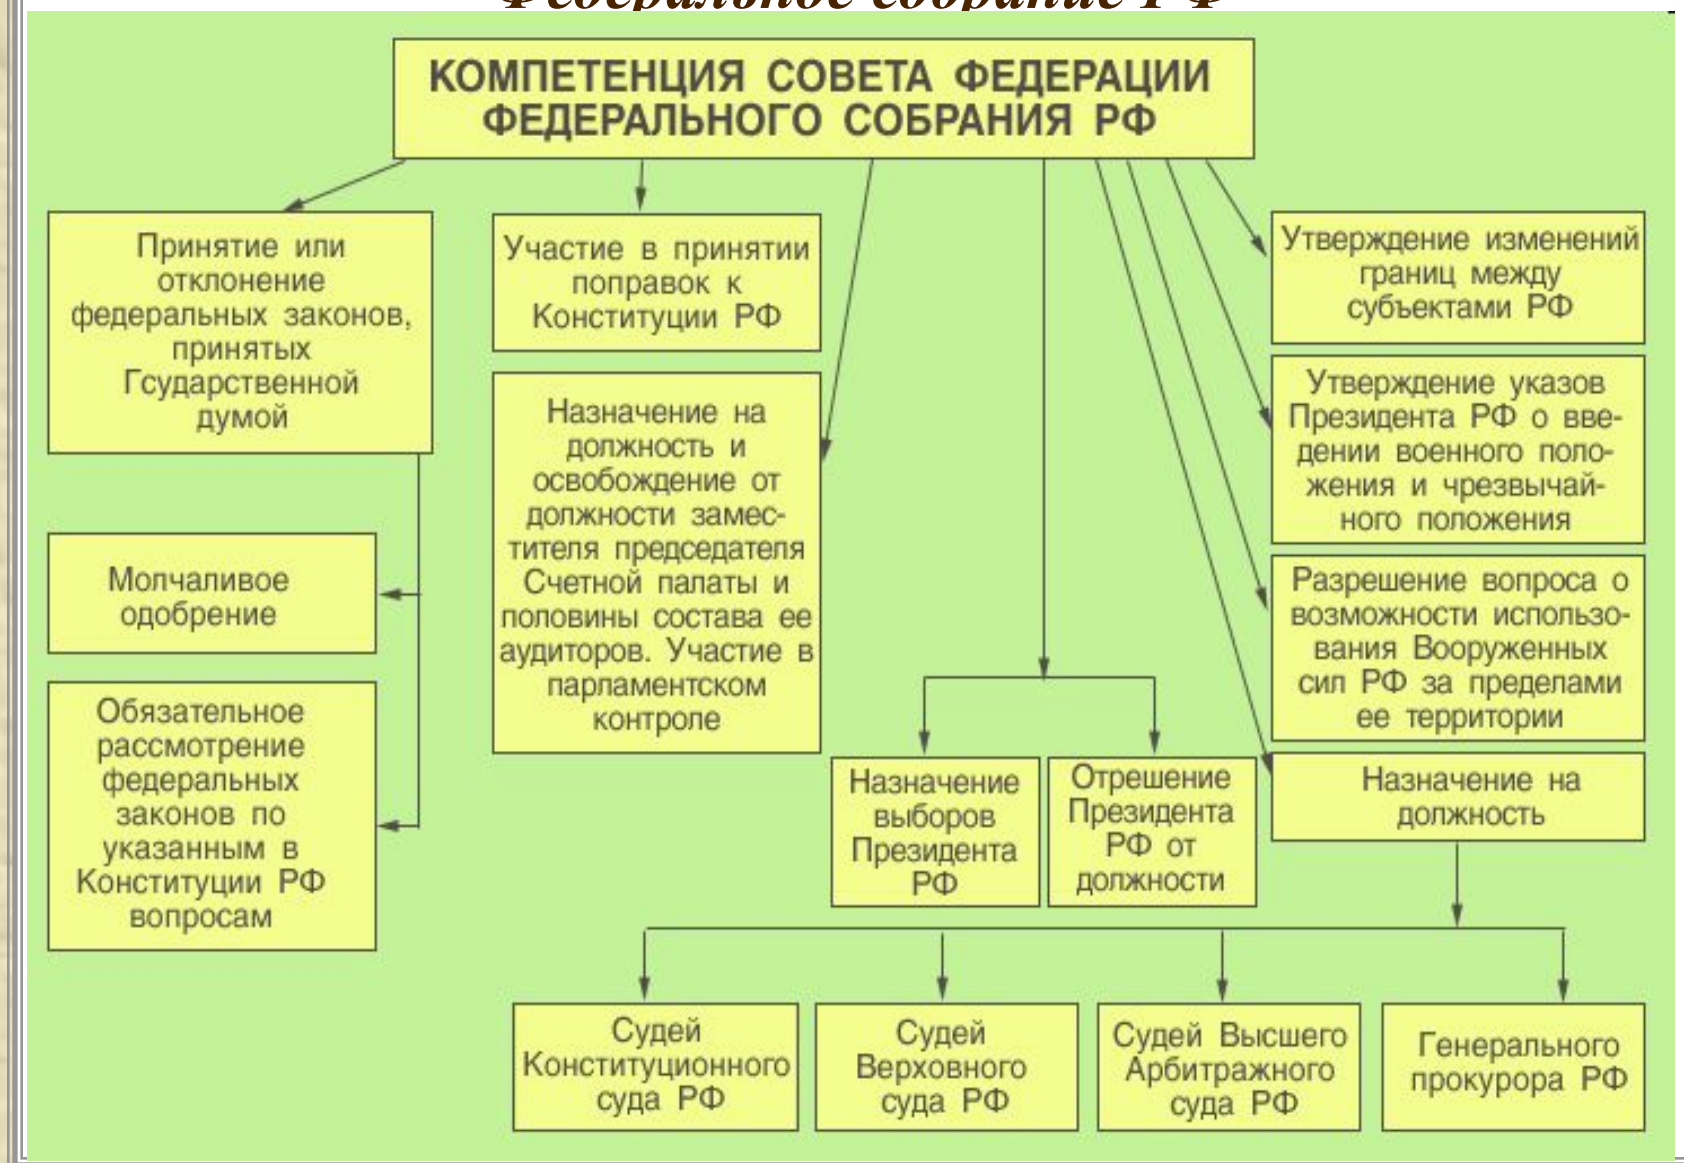 Федеральное собрание РФ
КОМПЕТЕНЦИЯ СОВЕТА ФЕДЕРАЦИИ
ФЕДЕРАЛЬНОГО СОБРАНИЯ РФ
Принятие или
отклонение
федеральных законов,
принятых
Гсударственной
думой
Молчаливое
одобрение
Обязательное
рассмотрение
федеральных
законов по
указанным в
Конституции РФ
вопросам
Участие в принятии
поправок к
Конституции РФ
Назначение на
должность и
освобождение от
должности замес-
тителя председателя
Счетной палаты и
половины состава ее
аудиторов. Участие в
парламентском
контроле
Назначение
выборов
Президента
РФ
Отрешение
Президента
РФ от
должности
Утверждение изменений
границ между
субъектами РФ
Утверждение указов
Президента РФ о вве-
дении военного поло-
жения и чрезвычай-
ного положения
Разрешение вопроса о
возможности использо-
вания Вооруженных
сил РФ за пределами
ее территории
Назначение на
должность
Судей
Конституционного
суда РФ
Судей
Верховного
суда РФ
Судей Высшего
Арбитражного
суда РФ
Генерального
прокурора РФ